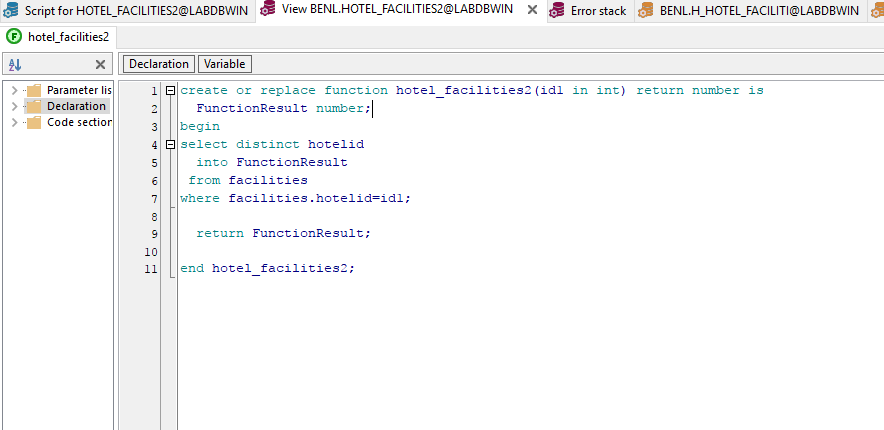 Script for HOTEL_FACILITIES2@LABDBWIN
View BENL.HOTEL_FACILITIES2@LABDBWIN
Error stack
BENL.H_HOTEL_FACILITI@LABDBWIN
F hotel_facilities2
A Z
Declaration Variable
Parameter lis
Declaration
Code section
1 create or replace function hotel_facilities2(id1 in int) return number is
2 FunctionResult number;
3 begin
4 select distinct hotelid
5 into FunctionResult
6 from facilities
7 where facilities.hotelid=id1;
8
9 return FunctionResult;
10
11 end hotel_facilities2;